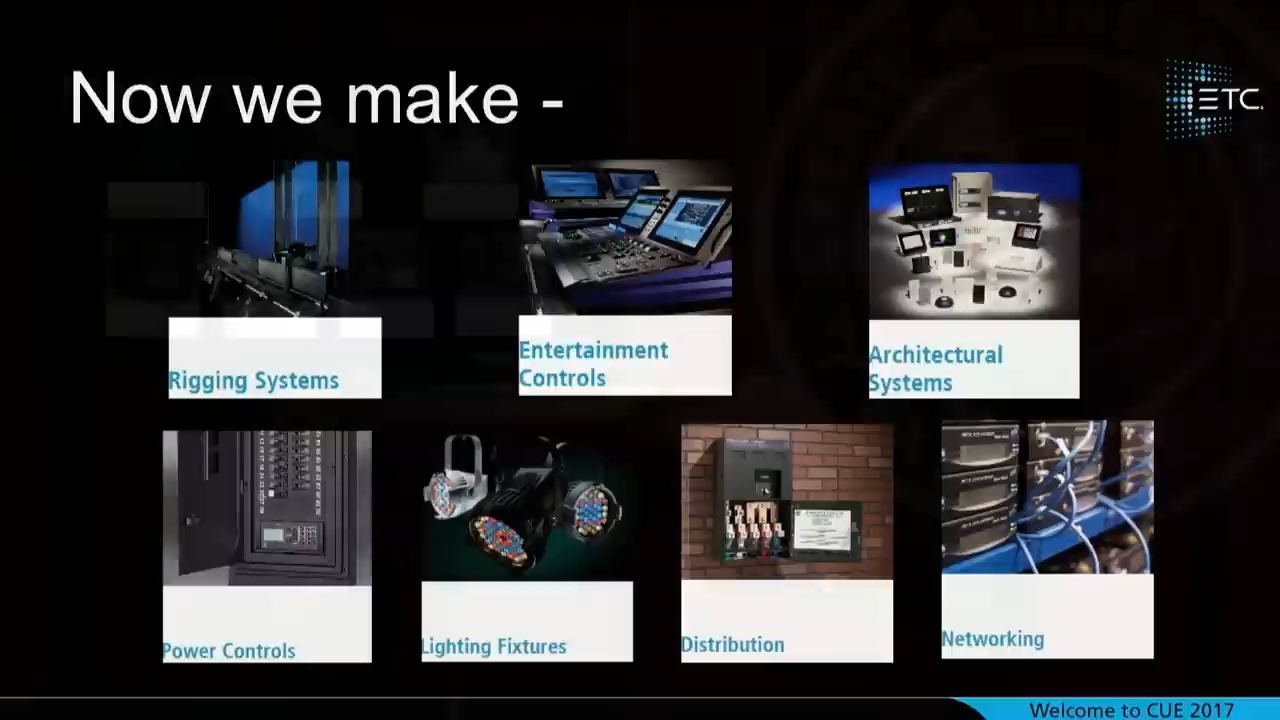 Now we make -
ETC
Rigging Systems
Entertainment
Controls
Architectural
Systems
Power Controls
Lighting Fixtures
Distribution
Networking
Welcome to CUE 2017